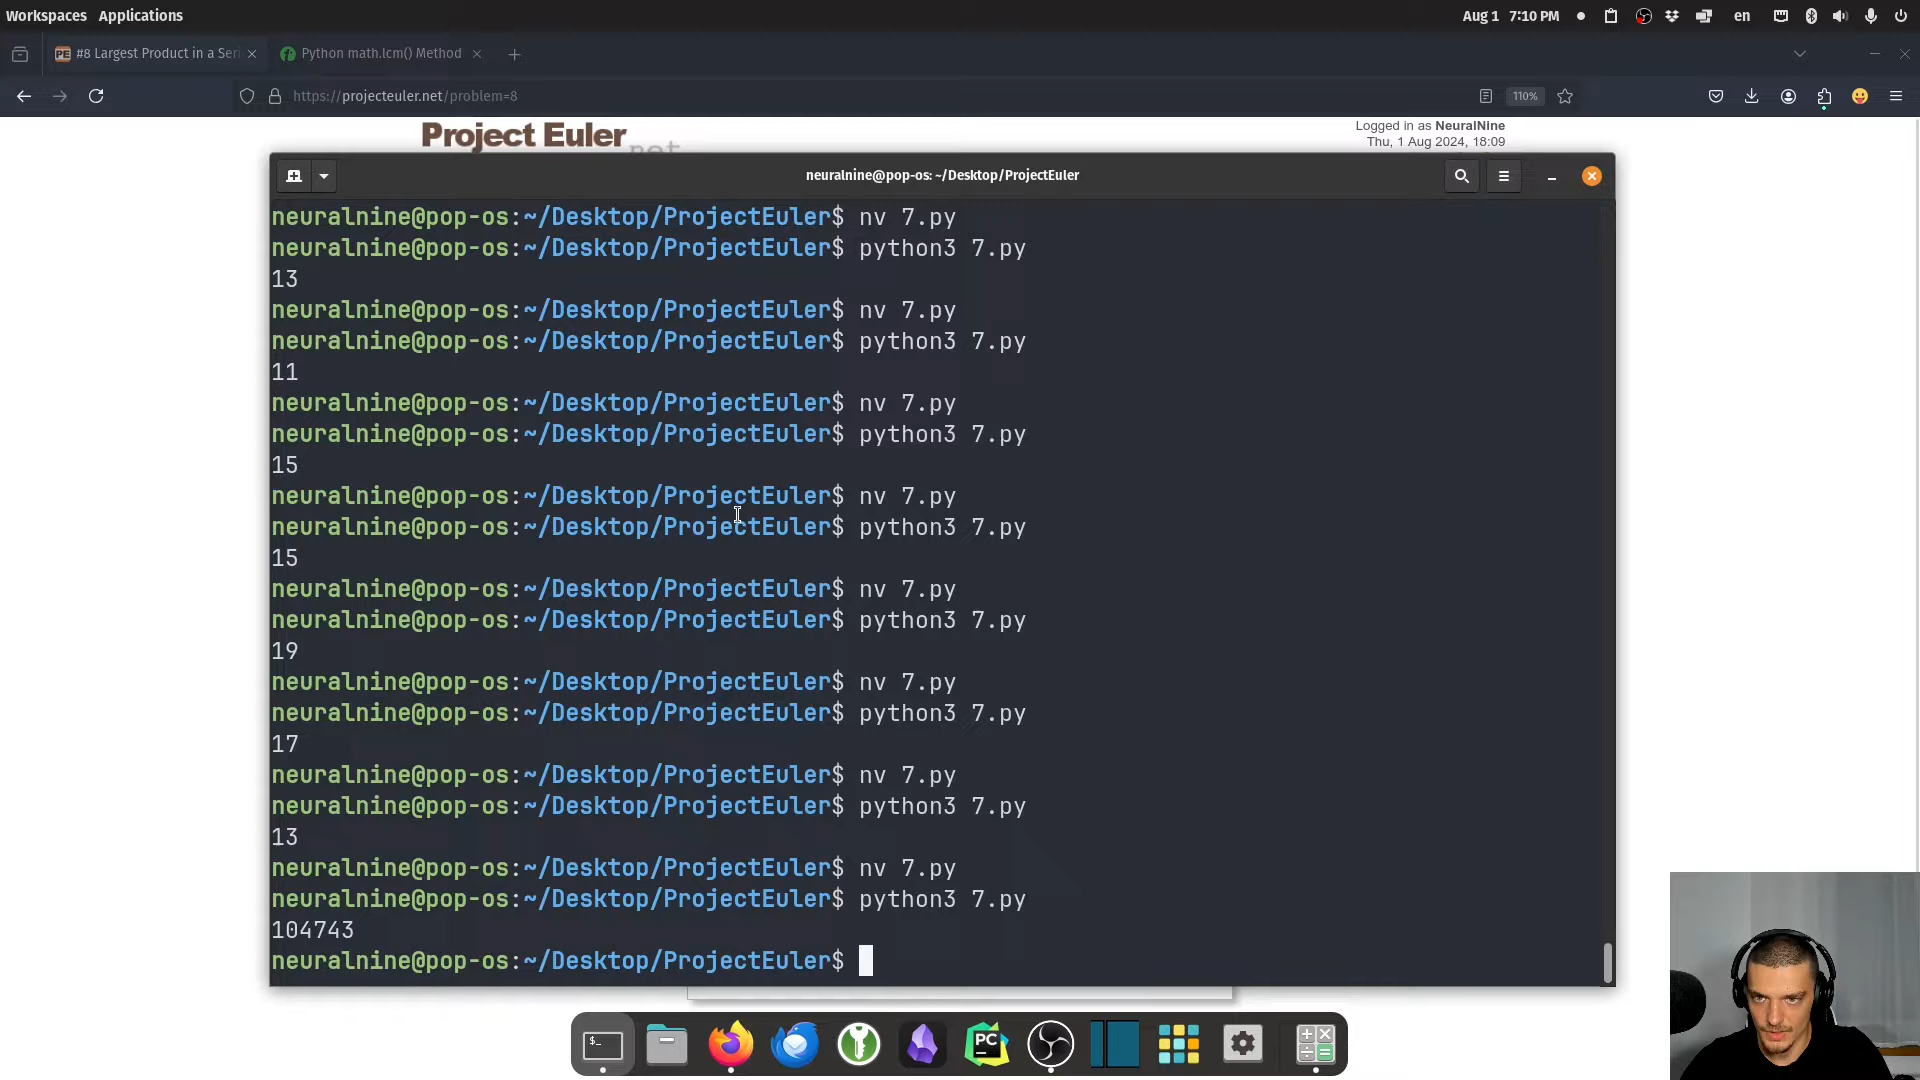 Workspaces Applications
Aug 1 7:10 PM
en
#8 Largest Product in a Seri
Python math.lcm() Method
https://projecteuler.net/problem=8
110%
Project Euler
.net
Logged in as NeuralNine
Thu, 1 Aug 2024, 18:09
neuralnine@pop-os: ~/Desktop/ProjectEuler
neuralnine@pop-os:~/Desktop/ProjectEuler$ nv 7.py
neuralnine@pop-os:~/Desktop/ProjectEuler$ python3 7.py
13
neuralnine@pop-os:~/Desktop/ProjectEuler$ nv 7.py
neuralnine@pop-os:~/Desktop/ProjectEuler$ python3 7.py
11
neuralnine@pop-os:~/Desktop/ProjectEuler$ nv 7.py
neuralnine@pop-os:~/Desktop/ProjectEuler$ python3 7.py
15
neuralnine@pop-os:~/Desktop/ProjectEuler$ nv 7.py
neuralnine@pop-os:~/Desktop/ProjectEuler$ python3 7.py
15
neuralnine@pop-os:~/Desktop/ProjectEuler$ nv 7.py
neuralnine@pop-os:~/Desktop/ProjectEuler$ python3 7.py
19
neuralnine@pop-os:~/Desktop/ProjectEuler$ nv 7.py
neuralnine@pop-os:~/Desktop/ProjectEuler$ python3 7.py
17
neuralnine@pop-os:~/Desktop/ProjectEuler$ nv 7.py
neuralnine@pop-os:~/Desktop/ProjectEuler$ python3 7.py
13
neuralnine@pop-os:~/Desktop/ProjectEuler$ nv 7.py
neuralnine@pop-os:~/Desktop/ProjectEuler$ python3 7.py
104743
neuralnine@pop-os:~/Desktop/ProjectEuler$